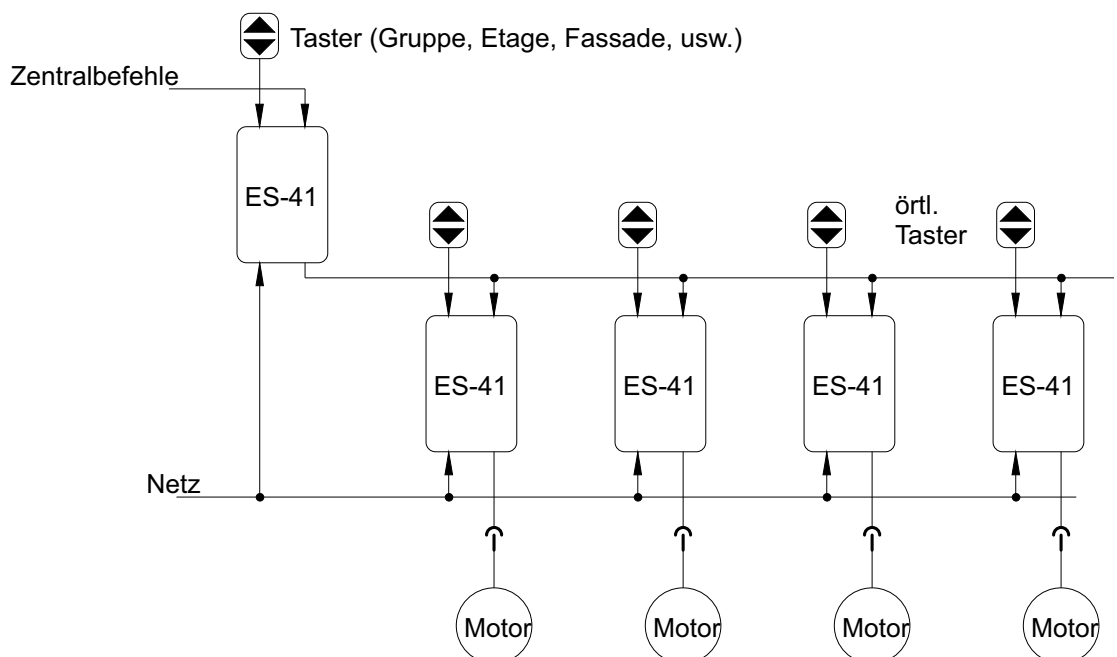 Taster (Gruppe, Etage, Fassade, usw.)
Zentralbefehle
ES-41
örtl.
Taster
ES-41
ES-41
ES-41
ES-41
Netz
Motor
Motor
Motor
Motor